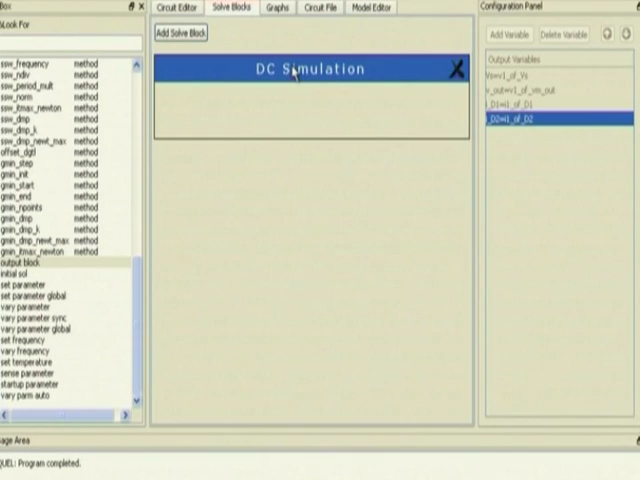 Box
Look For
ssw_frequency method
ssw_ndiv method
ssw_period_mult method
ssw_norm method
ssw_itmax_newton method
ssw_dmp method
ssw_dmp_k method
ssw_dmp_newt_max method
offset_dgtl method
gmin_step method
gmin_init method
gmin_start method
gmin_end method
gmin_npoints method
gmin_dmp method
gmin_dmp_k method
gmin_dmp_newt_max method
gmin_itmax_newton method
output block
initial sol
set parameter
set parameter global
vary parameter
vary parameter sync
vary parameter global
set frequency
vary frequency
set temperature
sense parameter
startup parameter
vary parm auto
Circuit Editor Solve Blocks Graphs Circuit File Model Editor
Add Solve Block
DC Simulation
Configuration Panel
Add Variable Delete Variable
Output Variables
Vs=v1_of_Vs
v_out=v1_of_vm_out
i_D1=i1_of_D1
i_D2=i1_of_D2
sage Area
QUEL: Program completed.